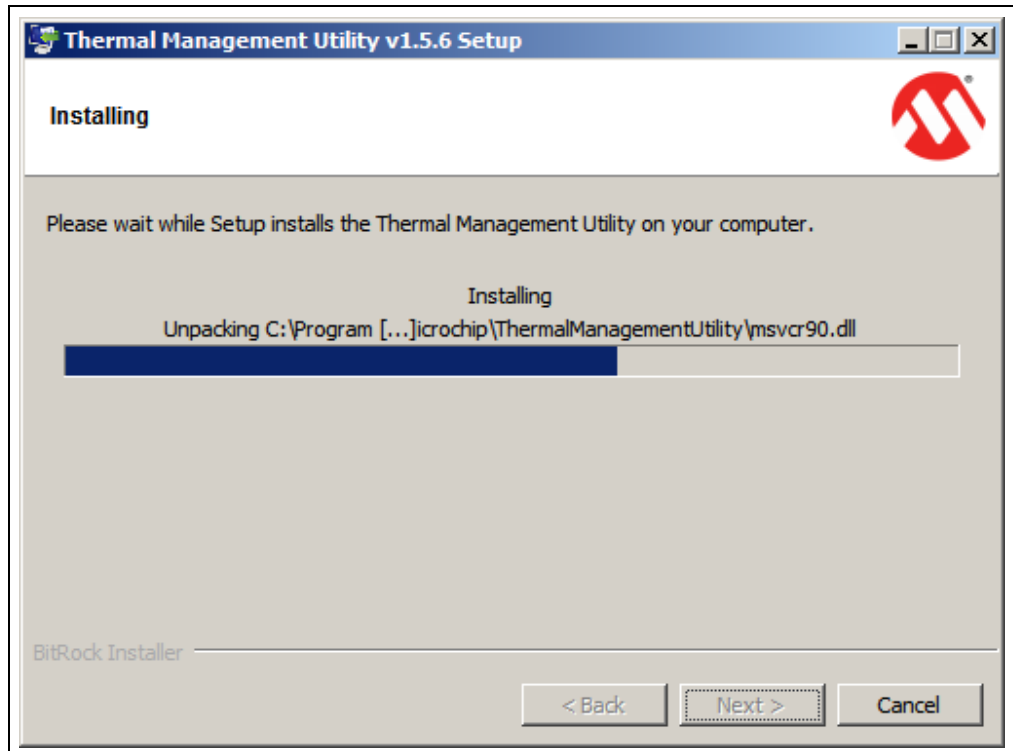 Thermal Management Utility v1.5.6 Setup
Installing
Please wait while Setup installs the Thermal Management Utility on your computer.
Installing
Unpacking C:\Program [...]icrochip\ThermalManagementUtility\msvcr90.dll
BitRock Installer
< Back Next > Cancel